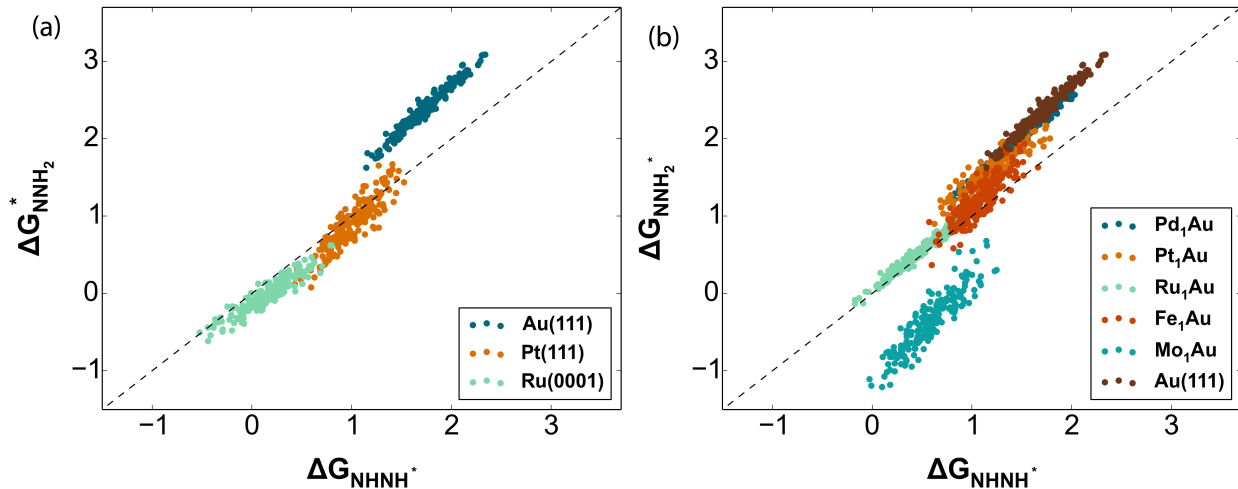 (a)
3
2
1
0
−1
−1 0 1 2 3
ΔG*NNH2
ΔGNHNH*
Au(111)
Pt(111)
Ru(0001)
(b)
3
2
1
0
−1
−1 0 1 2 3
ΔGNNH2*
ΔGNHNH*
Pd1Au
Pt1Au
Ru1Au
Fe1Au
Mo1Au
Au(111)